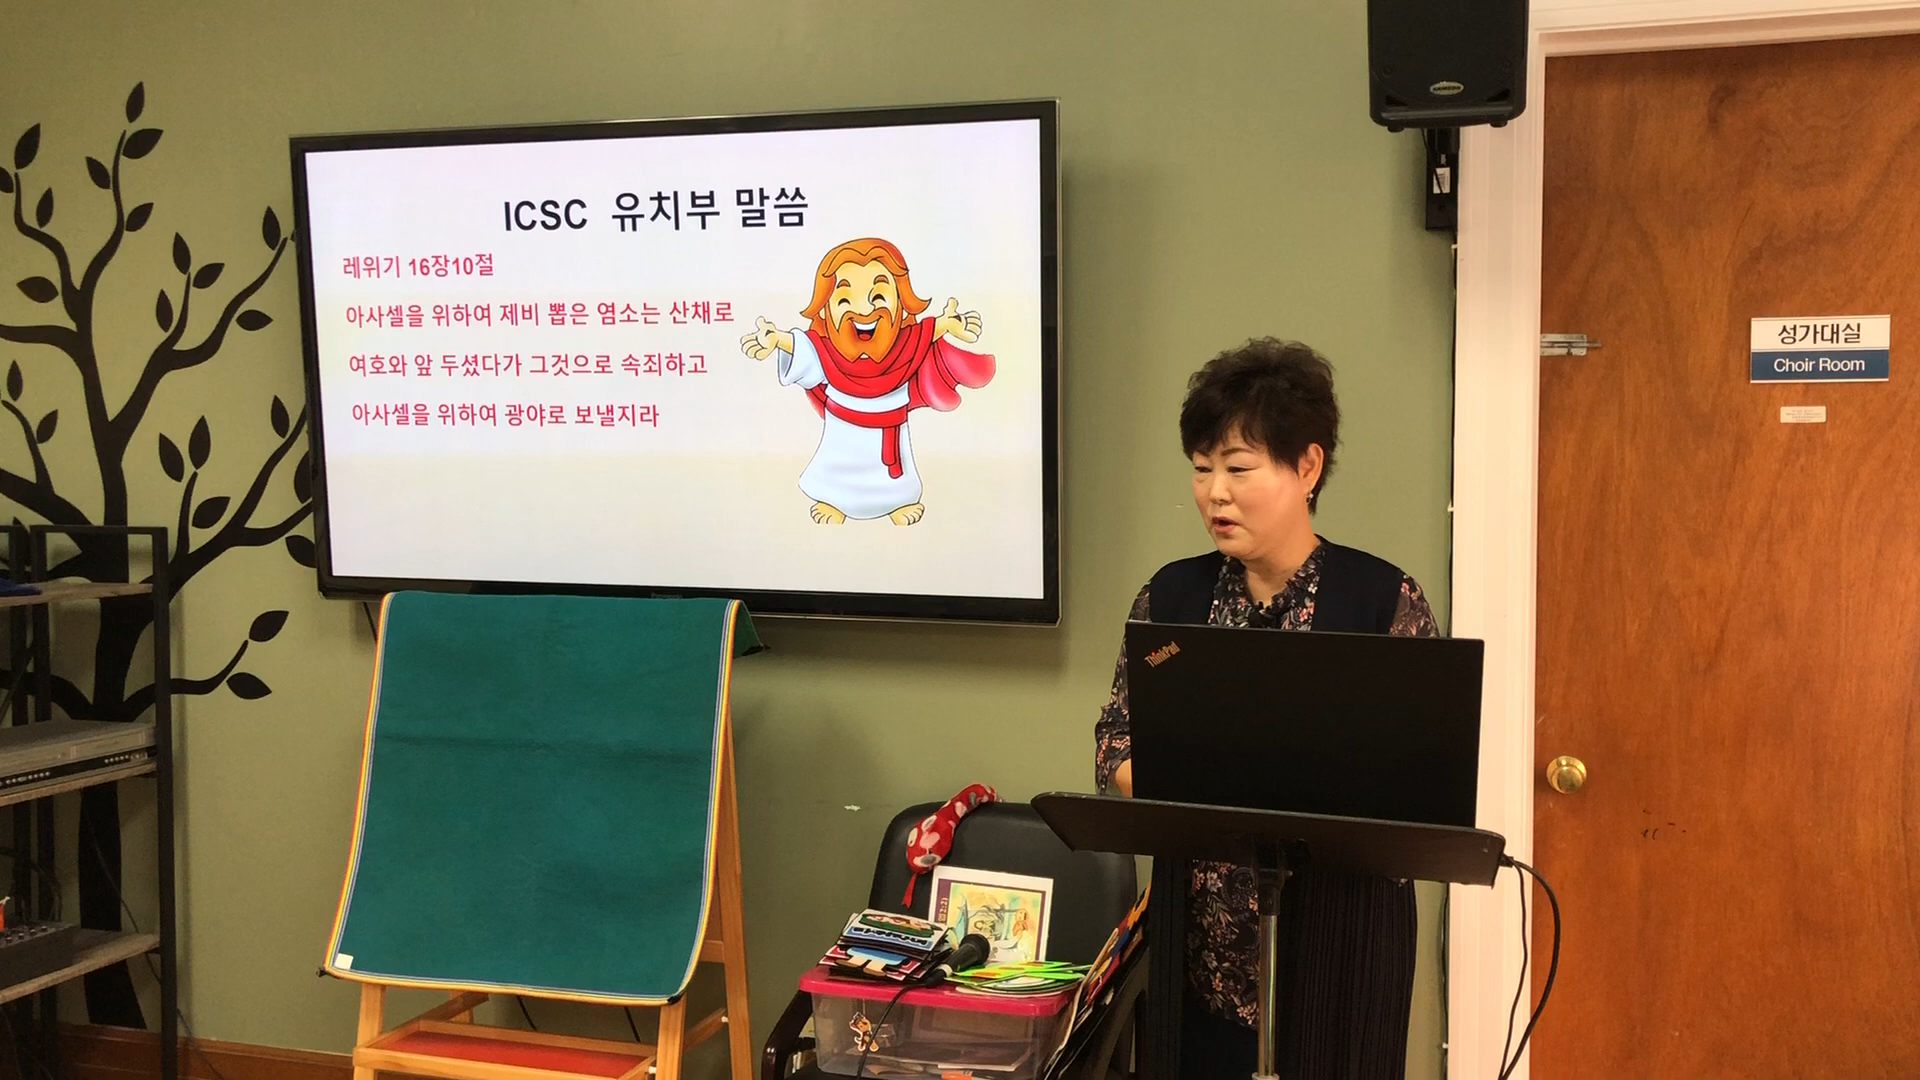 ICSC 유치부 말씀
레위기 16장10절
아사셀을 위하여 제비 뽑은 염소는 산채로
여호와 앞 두셨다가 그것으로 속죄하고
아사셀을 위하여 광야로 보낼지라
Panasonic
SAMSON
성가대실
Choir Room
ThinkPad